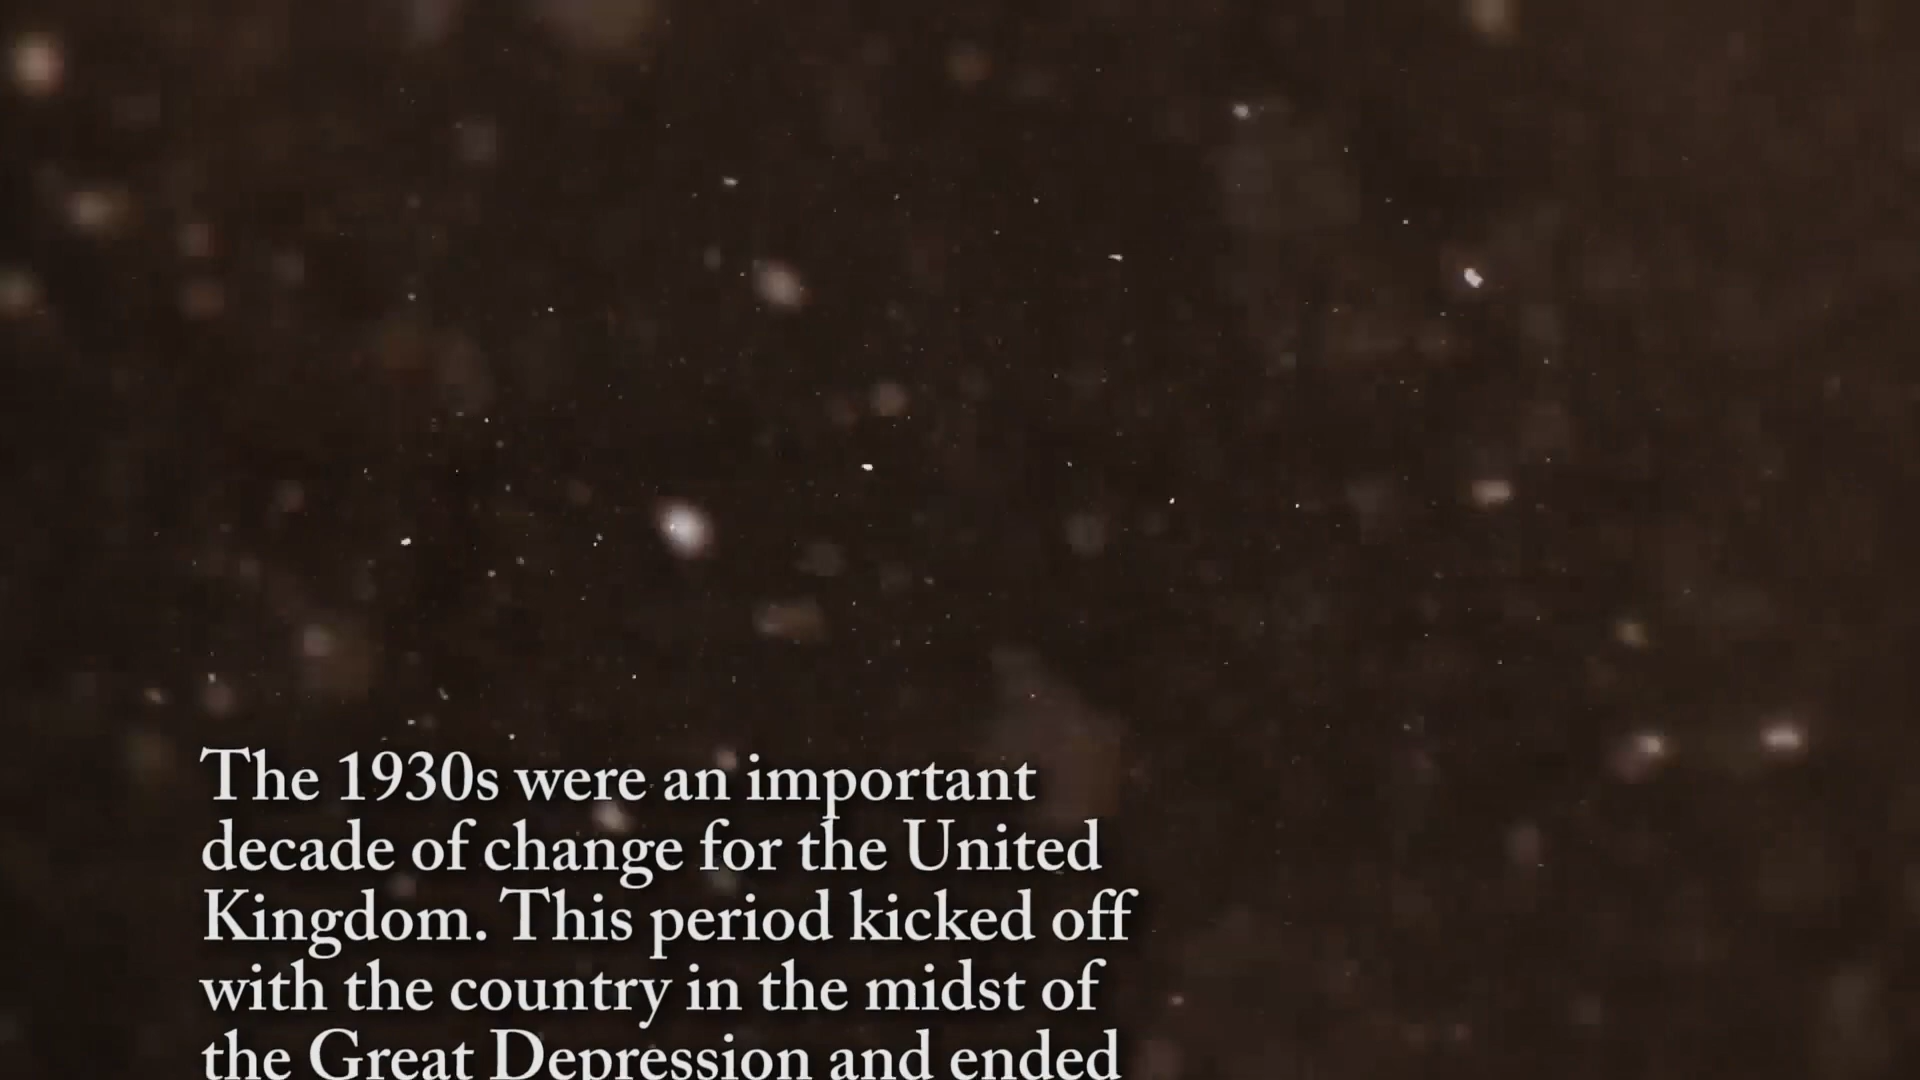 The 1930s were an important
decade of change for the United
Kingdom. This period kicked off
with the country in the midst of
the Great Depression and ended